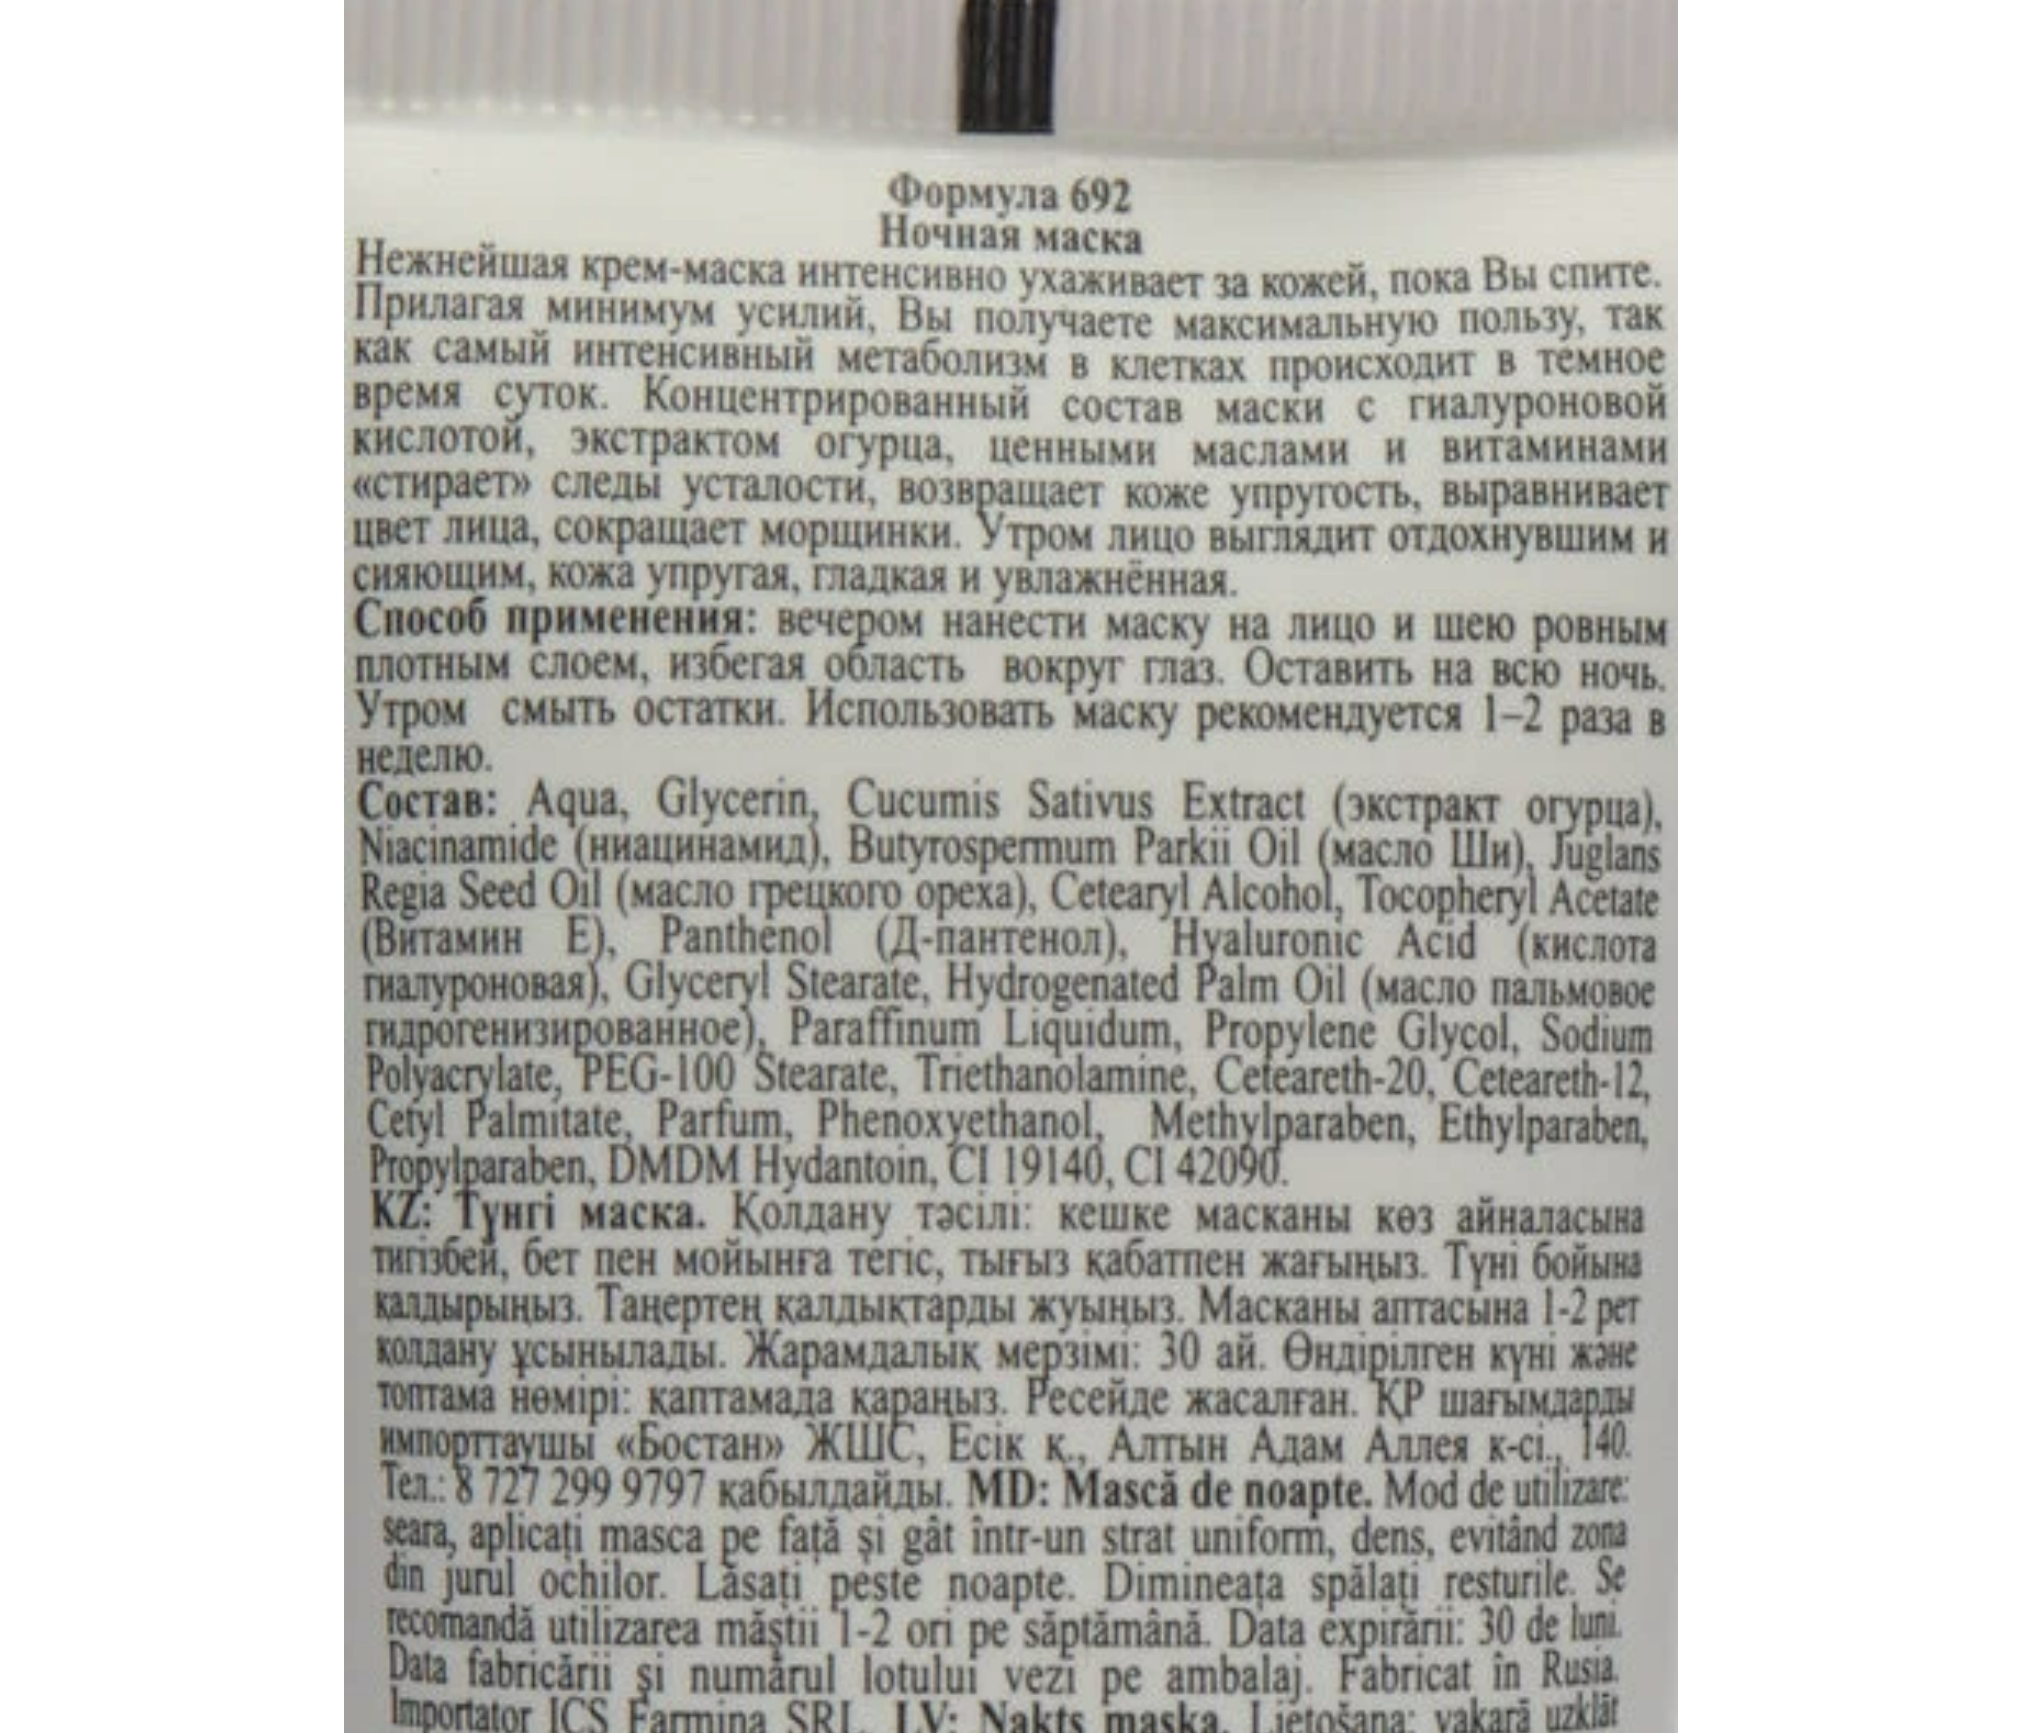 Формула 692
Ночная маска
Нежнейшая крем-маска интенсивно ухаживает за кожей, пока Вы спите.
Прилагая минимум усилий, Вы получаете максимальную пользу, так
как самый интенсивный метаболизм в клетках происходит в темное
время суток. Концентрированный состав маски с гиалуроновой
кислотой, экстрактом огурца, ценными маслами и витаминами
«стирает» следы усталости, возвращает коже упругость, выравнивает
цвет лица, сокращает морщинки. Утром лицо выглядит отдохнувшим и
сияющим, кожа упругая, гладкая и увлажнённая.
Способ применения: вечером нанести маску на лицо и шею ровным
плотным слоем, избегая область вокруг глаз. Оставить на всю ночь.
Утром смыть остатки. Использовать маску рекомендуется 1–2 раза в
неделю.
Состав: Aqua, Glycerin, Cucumis Sativus Extract (экстракт огурца),
Niacinamide (ниацинамид), Butyrospermum Parkii Oil (масло Ши), Juglans
Regia Seed Oil (масло грецкого ореха), Cetearyl Alcohol, Tocopheryl Acetate
(Витамин Е), Panthenol (Д-пантенол), Hyaluronic Acid (кислота
гиалуроновая), Glyceryl Stearate, Hydrogenated Palm Oil (масло пальмовое
гидрогенизированное), Paraffinum Liquidum, Propylene Glycol, Sodium
Polyacrylate, PEG-100 Stearate, Triethanolamine, Ceteareth-20, Ceteareth-12,
Cetyl Palmitate, Parfum, Phenoxyethanol, Methylparaben, Ethylparaben,
Propylparaben, DMDM Hydantoin, CI 19140, CI 42090.
KZ: Түнгі маска. Қолдану тәсілі: кешке масканы көз айналасына
тигізбей, бет пен мойынға тегіс, тығыз қабатпен жағыңыз. Түні бойына
қалдырыңыз. Таңертең қалдықтарды жуыңыз. Масканы аптасына 1-2 рет
қолдану ұсынылады. Жарамдалық мерзімі: 30 ай. Өндірілген күні және
топтама нөмірі: қаптамада қараңыз. Ресейде жасалған. ҚР шағымдарды
импорттаушы «Бостан» ЖШС, Есік қ., Алтын Адам Аллея к-сі., 140.
Тел.: 8 727 299 9797 қабылдайды. MD: Mască de noapte. Mod de utilizare:
seara, aplicați masca pe față și gât într-un strat uniform, dens, evitând zona
din jurul ochilor. Lăsați peste noapte. Dimineața spălați resturile. Se
recomandă utilizarea măștii 1-2 ori pe săptămână. Data expirării: 30 de luni.
Data fabricării și numărul lotului vezi pe ambalaj. Fabricat în Rusia.
Importator ICS Farmina SRL. LV: Nakts maska. Lietošana: vakarā uzklāt